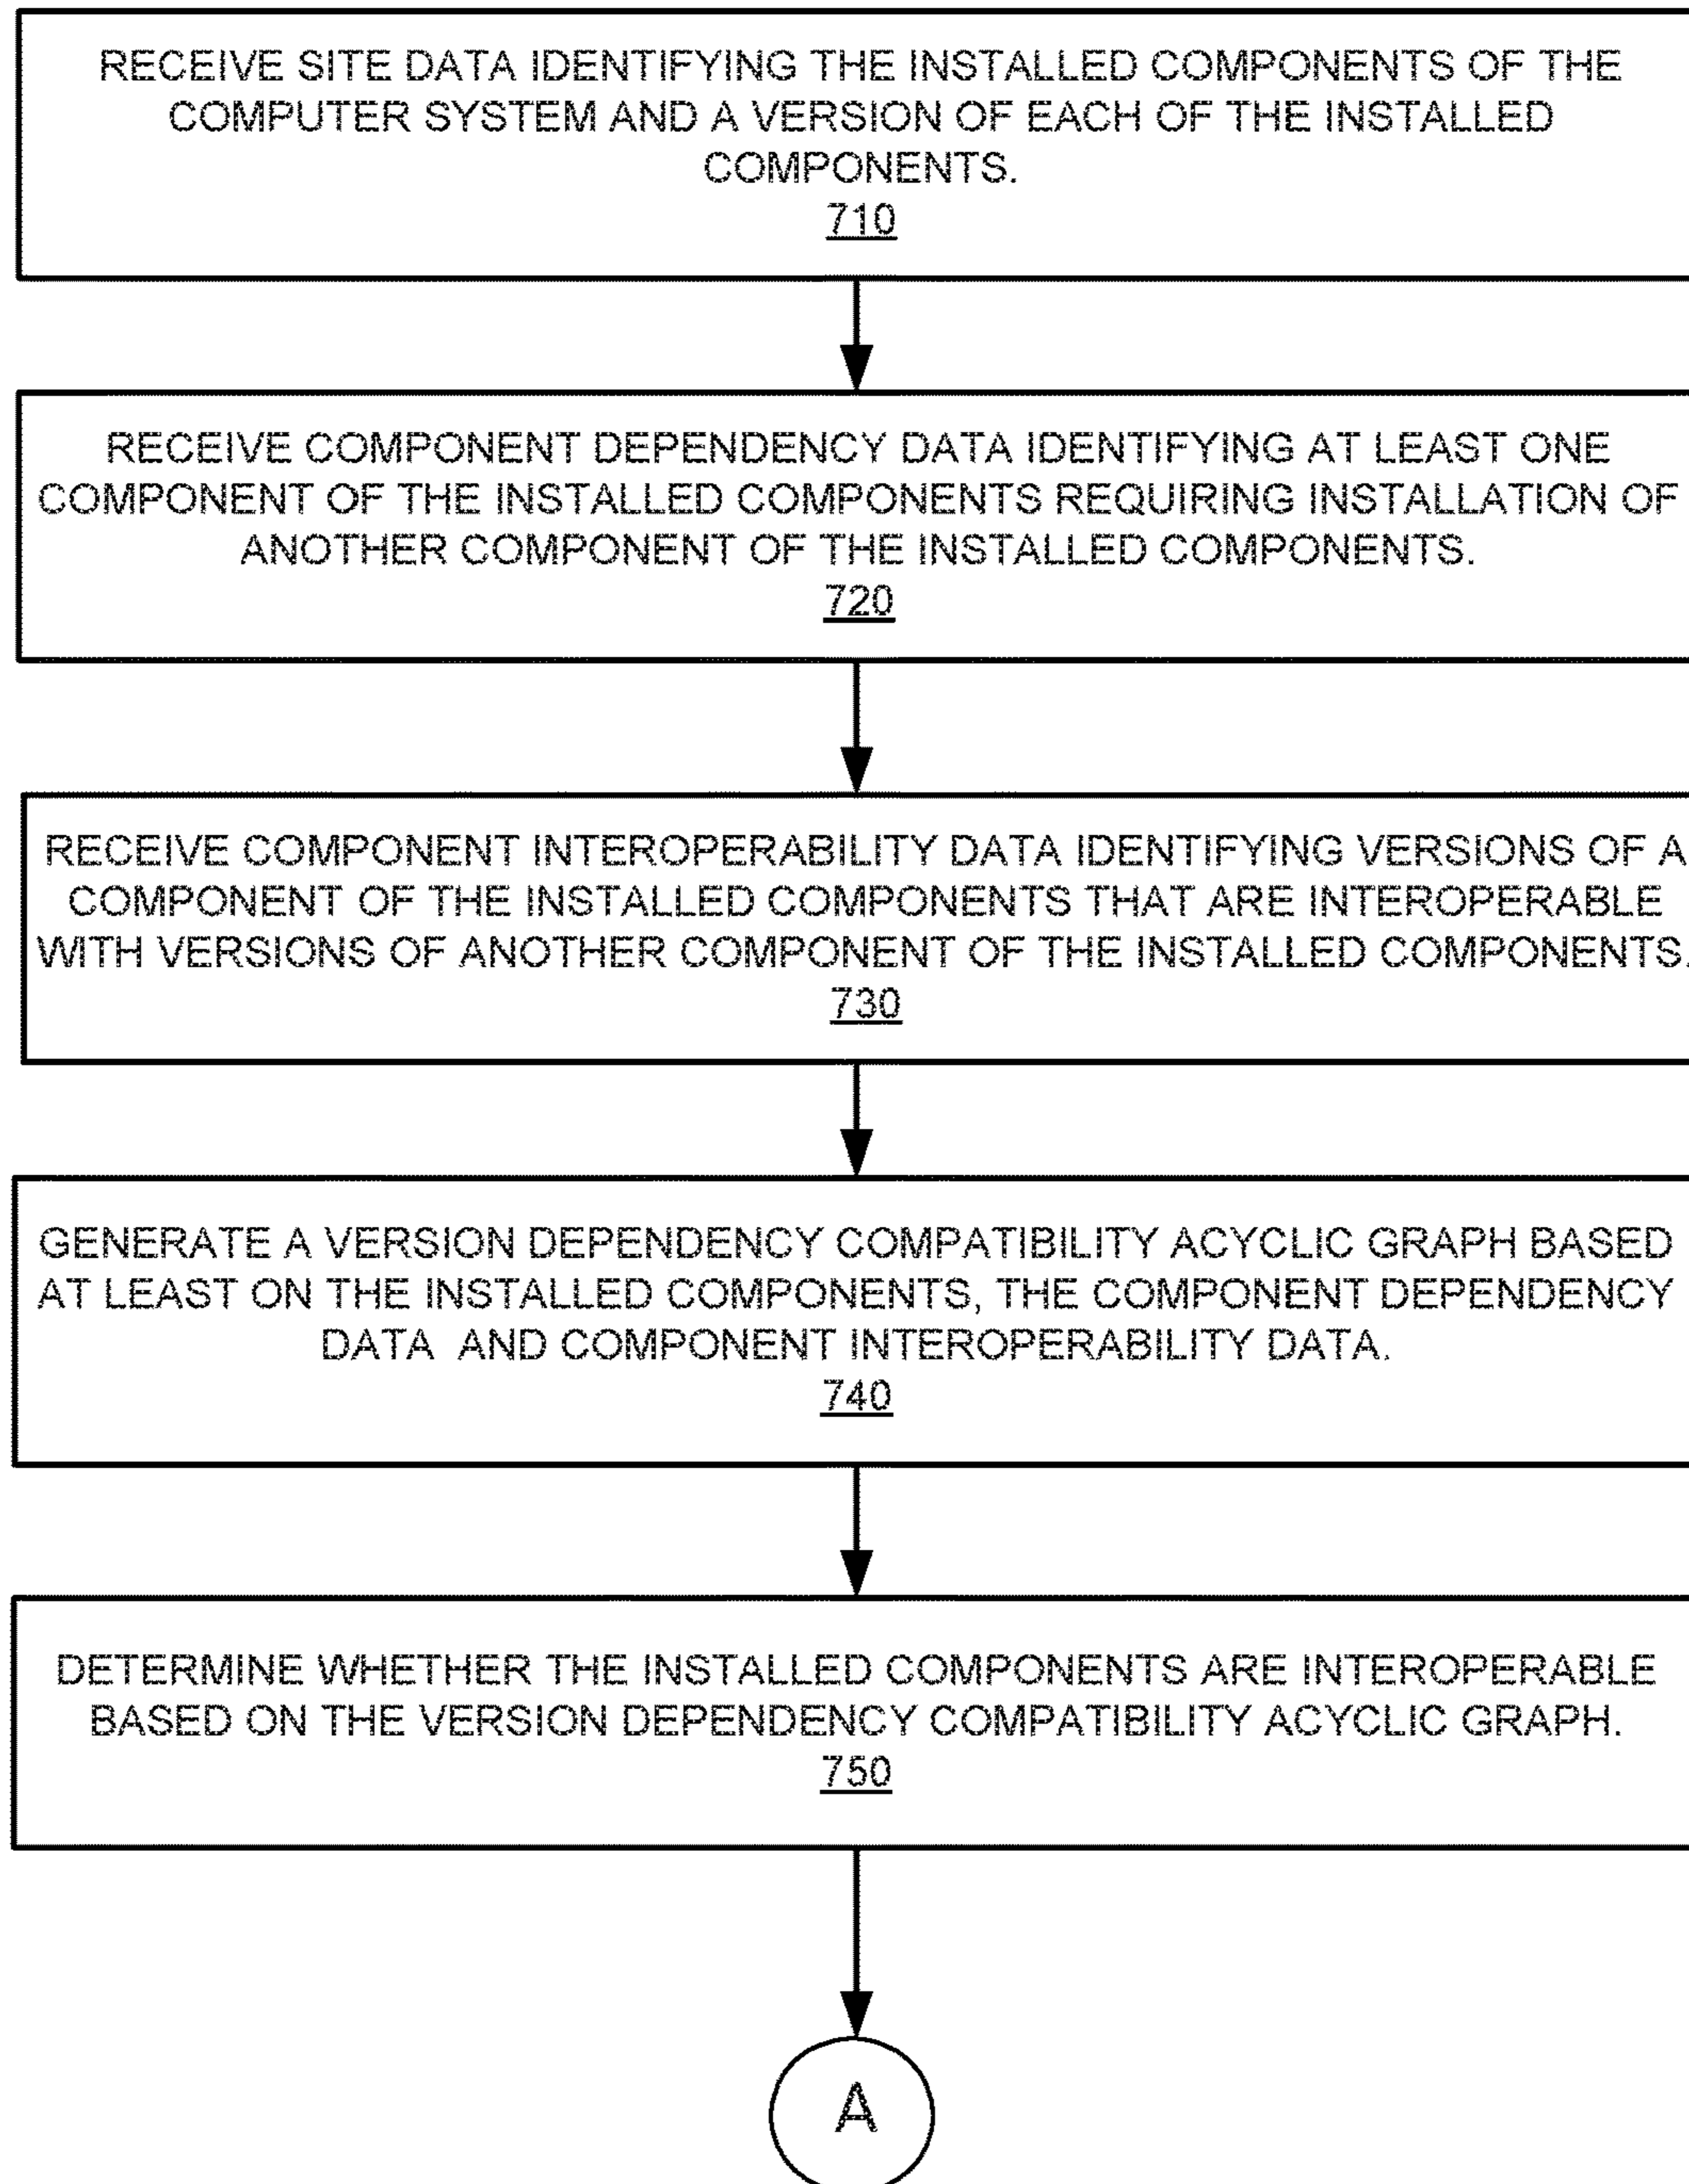 RECEIVE SITE DATA IDENTIFYING THE INSTALLED COMPONENTS OF THE
COMPUTER SYSTEM AND A VERSION OF EACH OF THE INSTALLED
COMPONENTS.
710
RECEIVE COMPONENT DEPENDENCY DATA IDENTIFYING AT LEAST ONE
COMPONENT OF THE INSTALLED COMPONENTS REQUIRING INSTALLATION OF
ANOTHER COMPONENT OF THE INSTALLED COMPONENTS.
720
RECEIVE COMPONENT INTEROPERABILITY DATA IDENTIFYING VERSIONS OF A
COMPONENT OF THE INSTALLED COMPONENTS THAT ARE INTEROPERABLE
WITH VERSIONS OF ANOTHER COMPONENT OF THE INSTALLED COMPONENTS.
730
GENERATE A VERSION DEPENDENCY COMPATIBILITY ACYCLIC GRAPH BASED
AT LEAST ON THE INSTALLED COMPONENTS, THE COMPONENT DEPENDENCY
DATA AND COMPONENT INTEROPERABILITY DATA.
740
DETERMINE WHETHER THE INSTALLED COMPONENTS ARE INTEROPERABLE
BASED ON THE VERSION DEPENDENCY COMPATIBILITY ACYCLIC GRAPH.
750
A